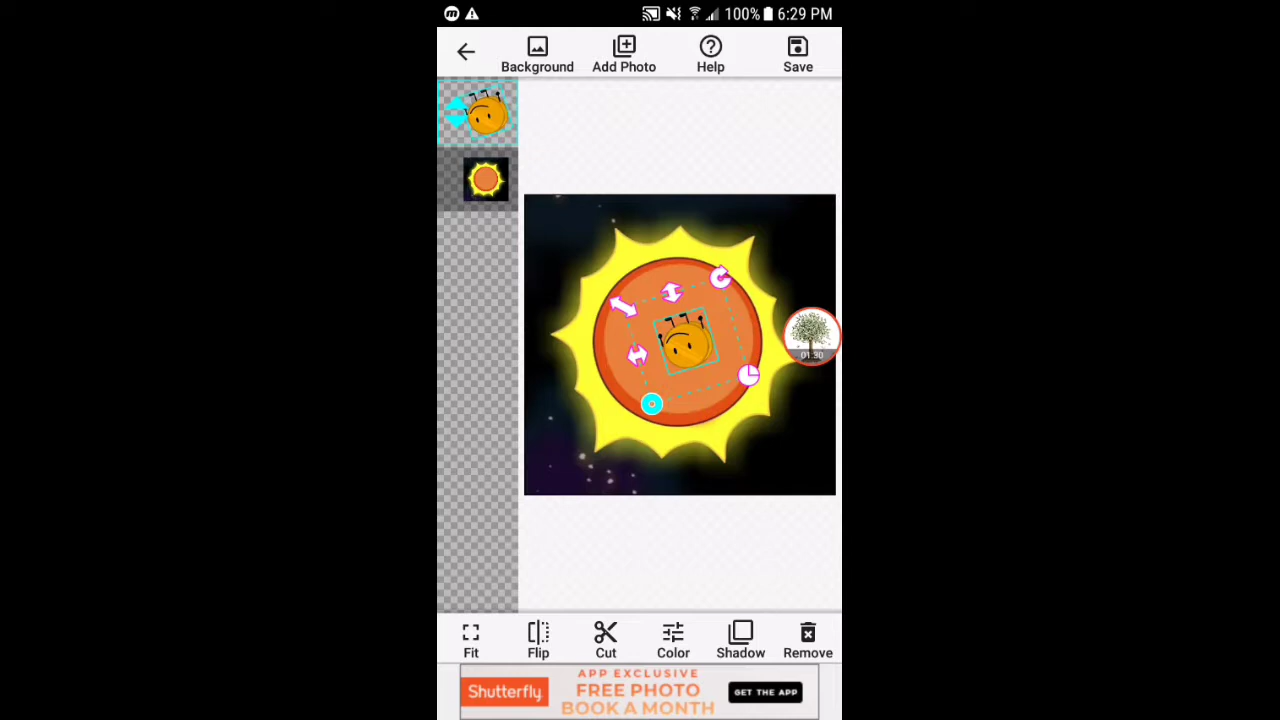 100% 6:29 PM
Background Add Photo Help Save
01:30
Fit Flip Cut Color Shadow Remove
Shutterfly. APP EXCLUSIVE
FREE PHOTO
BOOK A MONTH
GET THE APP